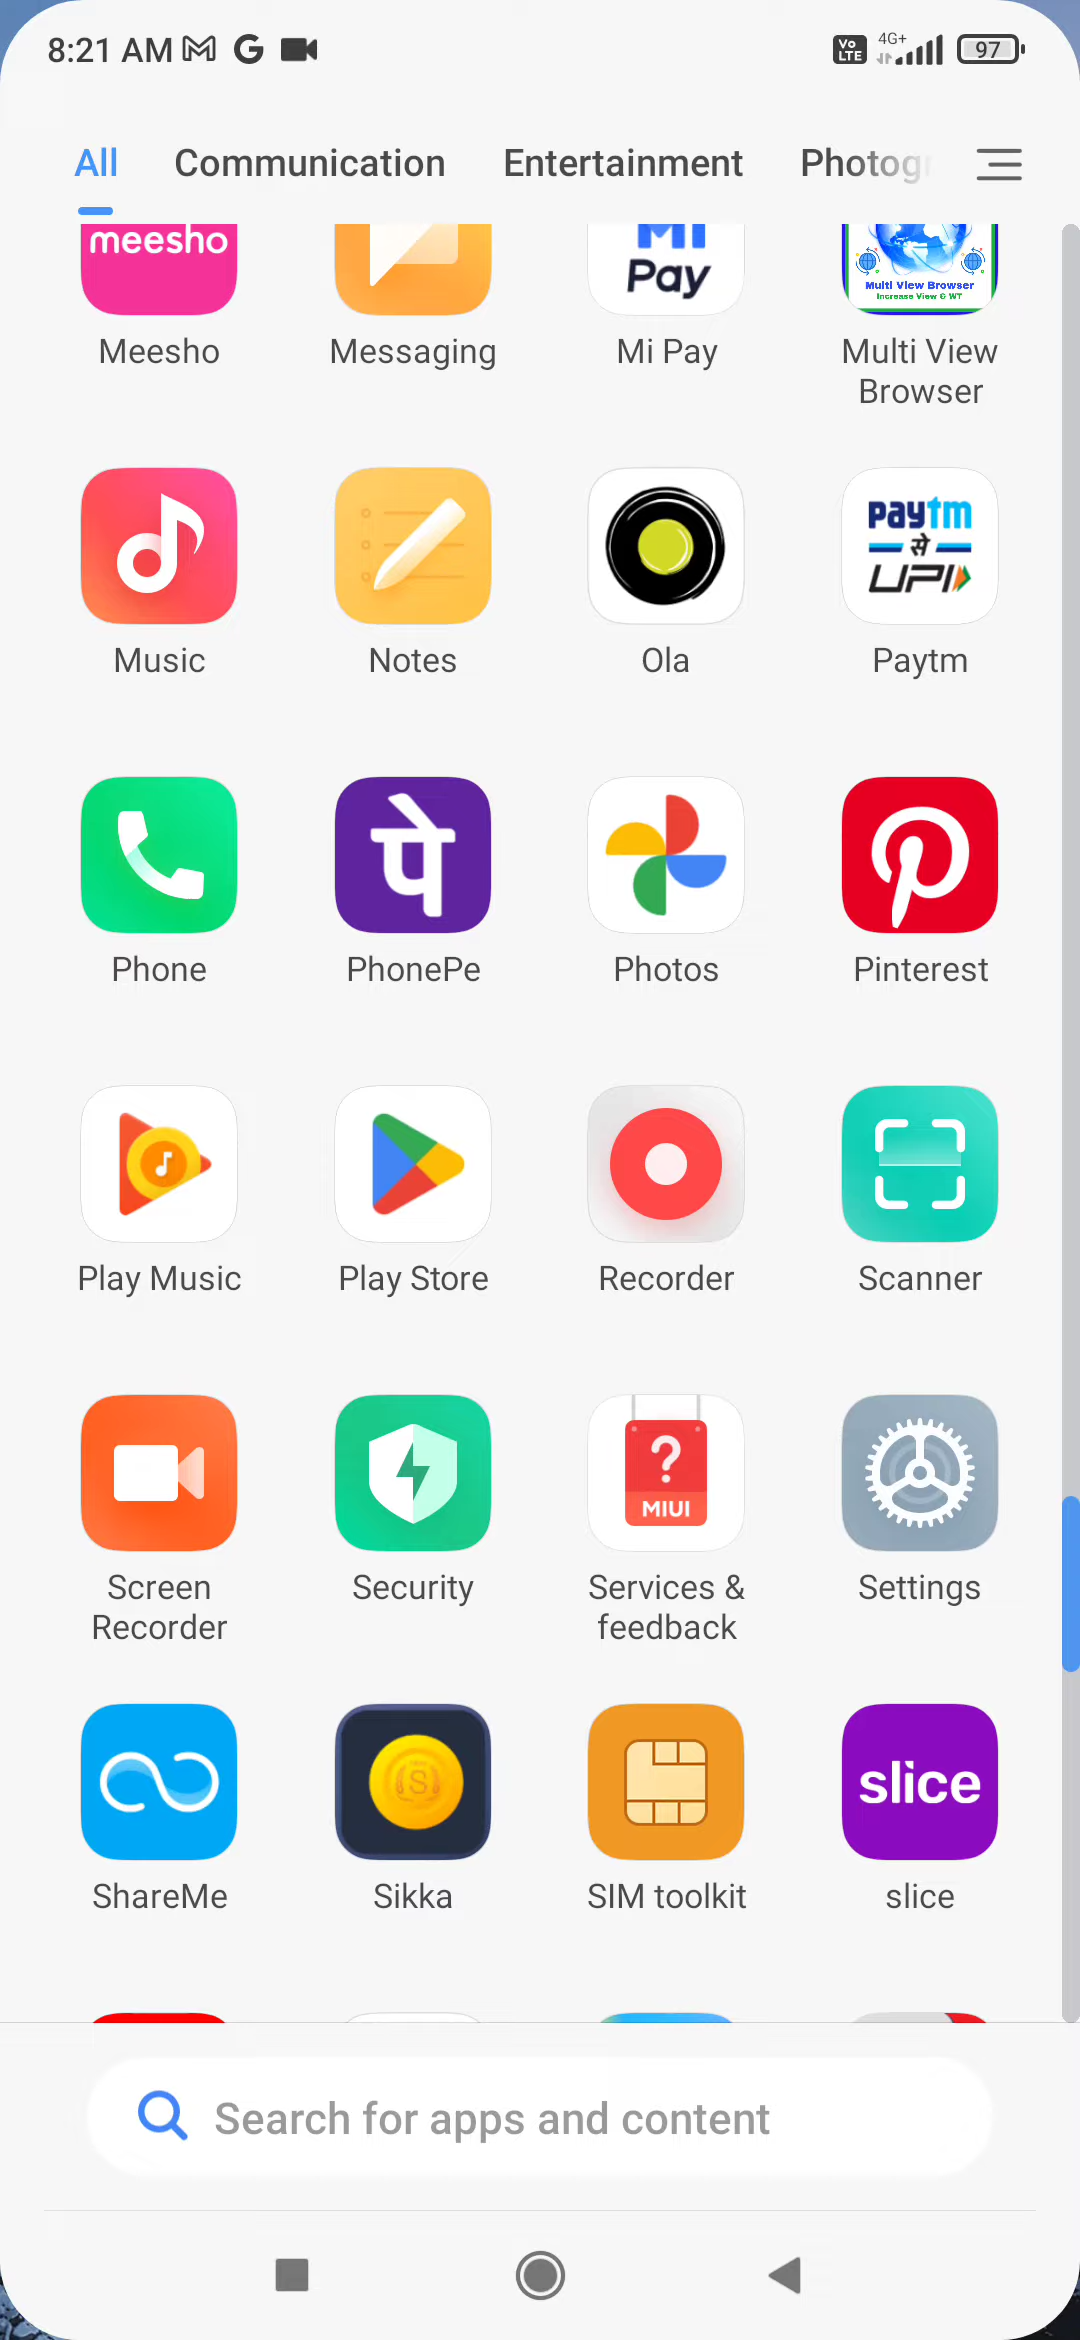 8:21 AM
Vo LTE
4G+
97
All Communication Entertainment Photog
meesho
Pay
Multi View Browser
Increase View & WT
Meesho Messaging Mi Pay Multi View Browser
paytm
से
UPI
Music Notes Ola Paytm
पे
Phone PhonePe Photos Pinterest
Play Music Play Store Recorder Scanner
?
MIUI
Screen Recorder Security Services & feedback Settings
S
slice
ShareMe Sikka SIM toolkit slice
Search for apps and content